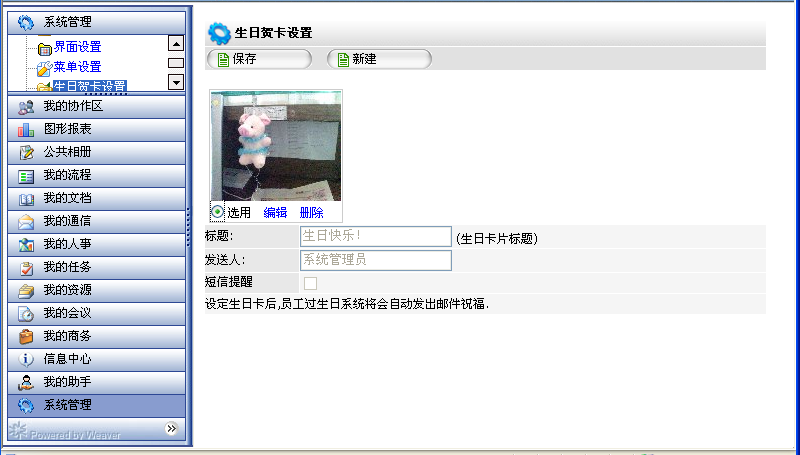 系统管理
界面设置
菜单设置
生日贺卡设置
我的协作区
图形报表
公共相册
我的流程
我的文档
我的通信
我的人事
我的任务
我的资源
我的会议
我的商务
信息中心
我的助手
系统管理
Powered by Weaver
生日贺卡设置
保存 新建
选用 编辑 删除
标题: 生日快乐! (生日卡片标题)
发送人: 系统管理员
短信提醒
设定生日卡后,员工过生日系统将会自动发出邮件祝福.